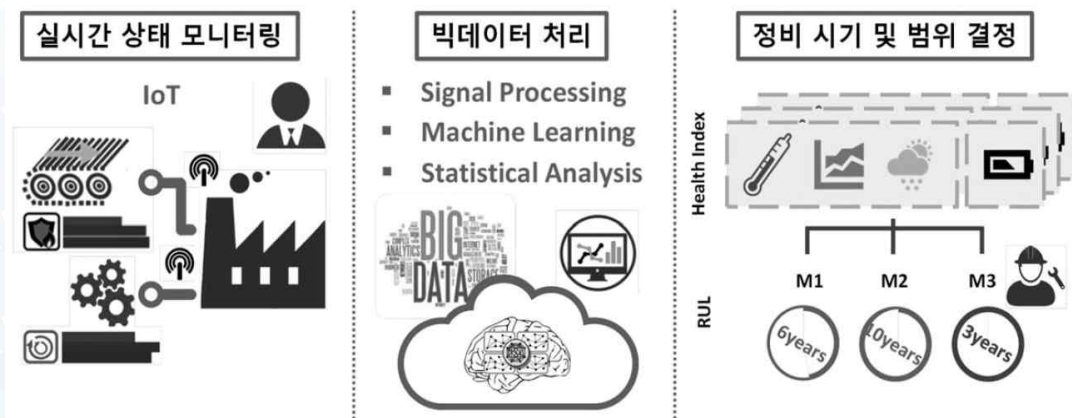 실시간 상태 모니터링
IoT
빅데이터 처리
▪ Signal Processing
▪ Machine Learning
▪ Statistical Analysis
BIG
DATA
ANALYTICS
STORAGE
정비 시기 및 범위 결정
Health Index
RUL
M1 M2 M3
6years 10years 3years